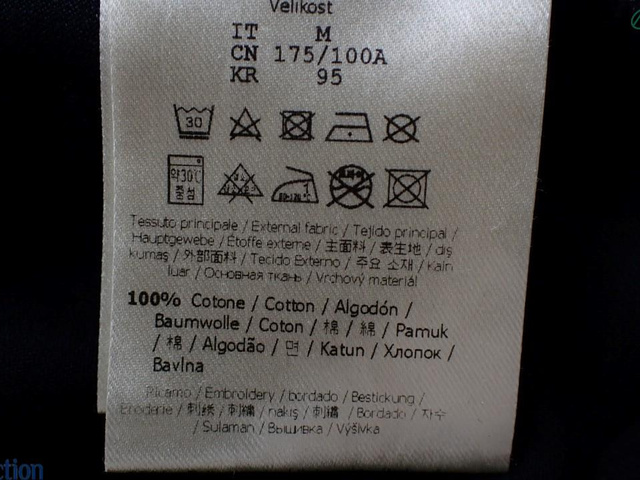 Velikost
IT M
CN 175/100A
KR 95
30
약30℃
중성
1
Tessuto principale / External fabric / Tejido principal /
Hauptgewebe / Étoffe externe / 主面料 / 表生地 / dış
kumaş / 外部面料 / Tecido Externo / 주요 소재 / Kain
luar / Основная ткань / Vrchový materiál
100% Cotone / Cotton / Algodón /
Baumwolle / Coton / 棉 / 綿 / Pamuk
/ 棉 / Algodão / 면 / Katun / Хлопок /
Bavlna
Ricamo / Embroidery / bordado / Bestickung /
Broderie / 刺绣 / 刺繍 / nakış / 刺繡 / Bordado / 자수
/ Sulaman / Вышивка / Výšivka
ction